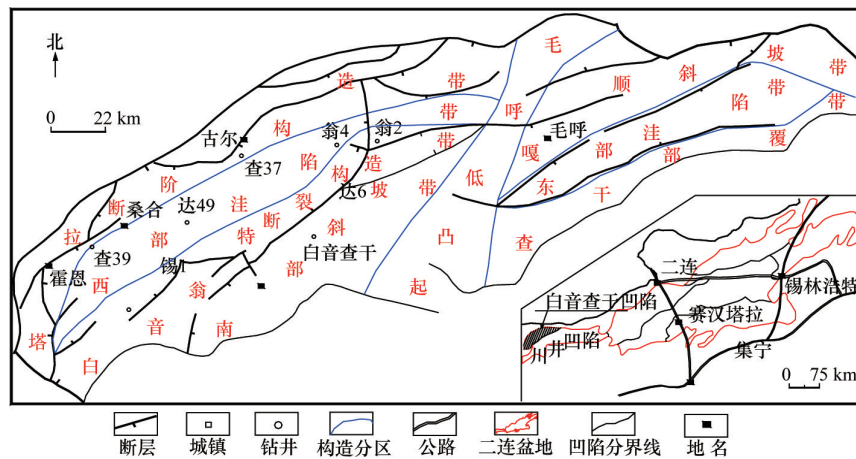 北
0 22 km
塔拉断阶构造带
西部洼陷带
白音翁特断裂构造带
南部斜坡带
毛呼嘎低凸起
顺斜坡带
东部洼陷带
查干部覆带
古尔
查37
翁4
翁2
毛呼
桑合
达49
达6
霍恩
查39
锡1
白音查干
二连
锡林浩特
白音查干凹陷
赛汉塔拉
川井凹陷
集宁
0 75 km
断层 城镇 钻井 构造分区 公路 二连盆地 凹陷分界线 地名